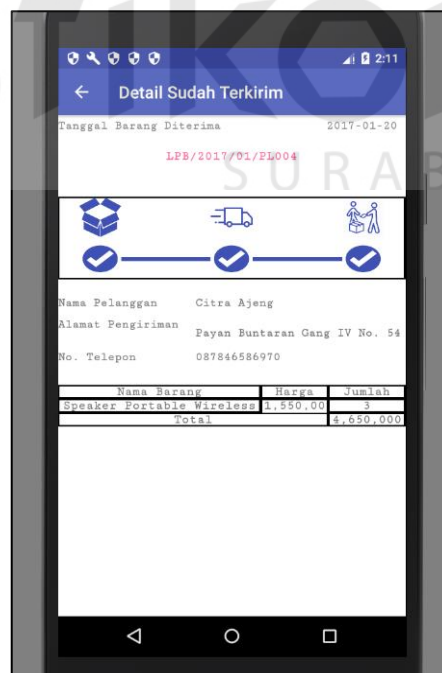 2:11
Detail Sudah Terkirim
Tanggal Barang Diterima 2017-01-20
LPB/2017/01/PL004
SURAB
Nama Pelanggan Citra Ajeng
Alamat Pengiriman Payan Buntaran Gang IV No. 54
No. Telepon 087846586970
Nama Barang Harga Jumlah
Speaker Portable Wireless 1,550,00 3
Total 4,650,000